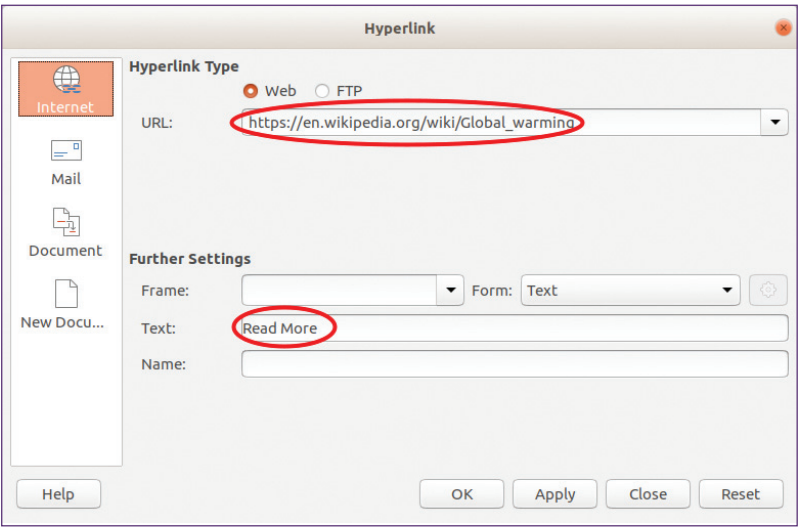 Hyperlink
Internet
Mail
Document
New Docu...
Hyperlink Type
Web FTP
URL: https://en.wikipedia.org/wiki/Global_warming
Further Settings
Frame: Form: Text
Text: Read More
Name:
Help OK Apply Close Reset